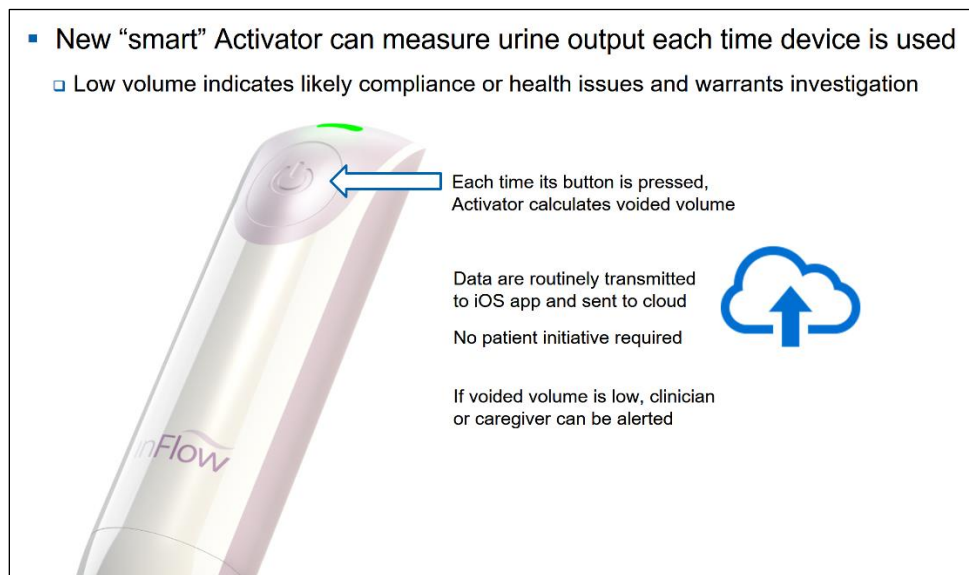 New “smart” Activator can measure urine output each time device is used
Low volume indicates likely compliance or health issues and warrants investigation
Each time its button is pressed,
Activator calculates voided volume
Data are routinely transmitted
to iOS app and sent to cloud
No patient initiative required
If voided volume is low, clinician
or caregiver can be alerted
inFlow